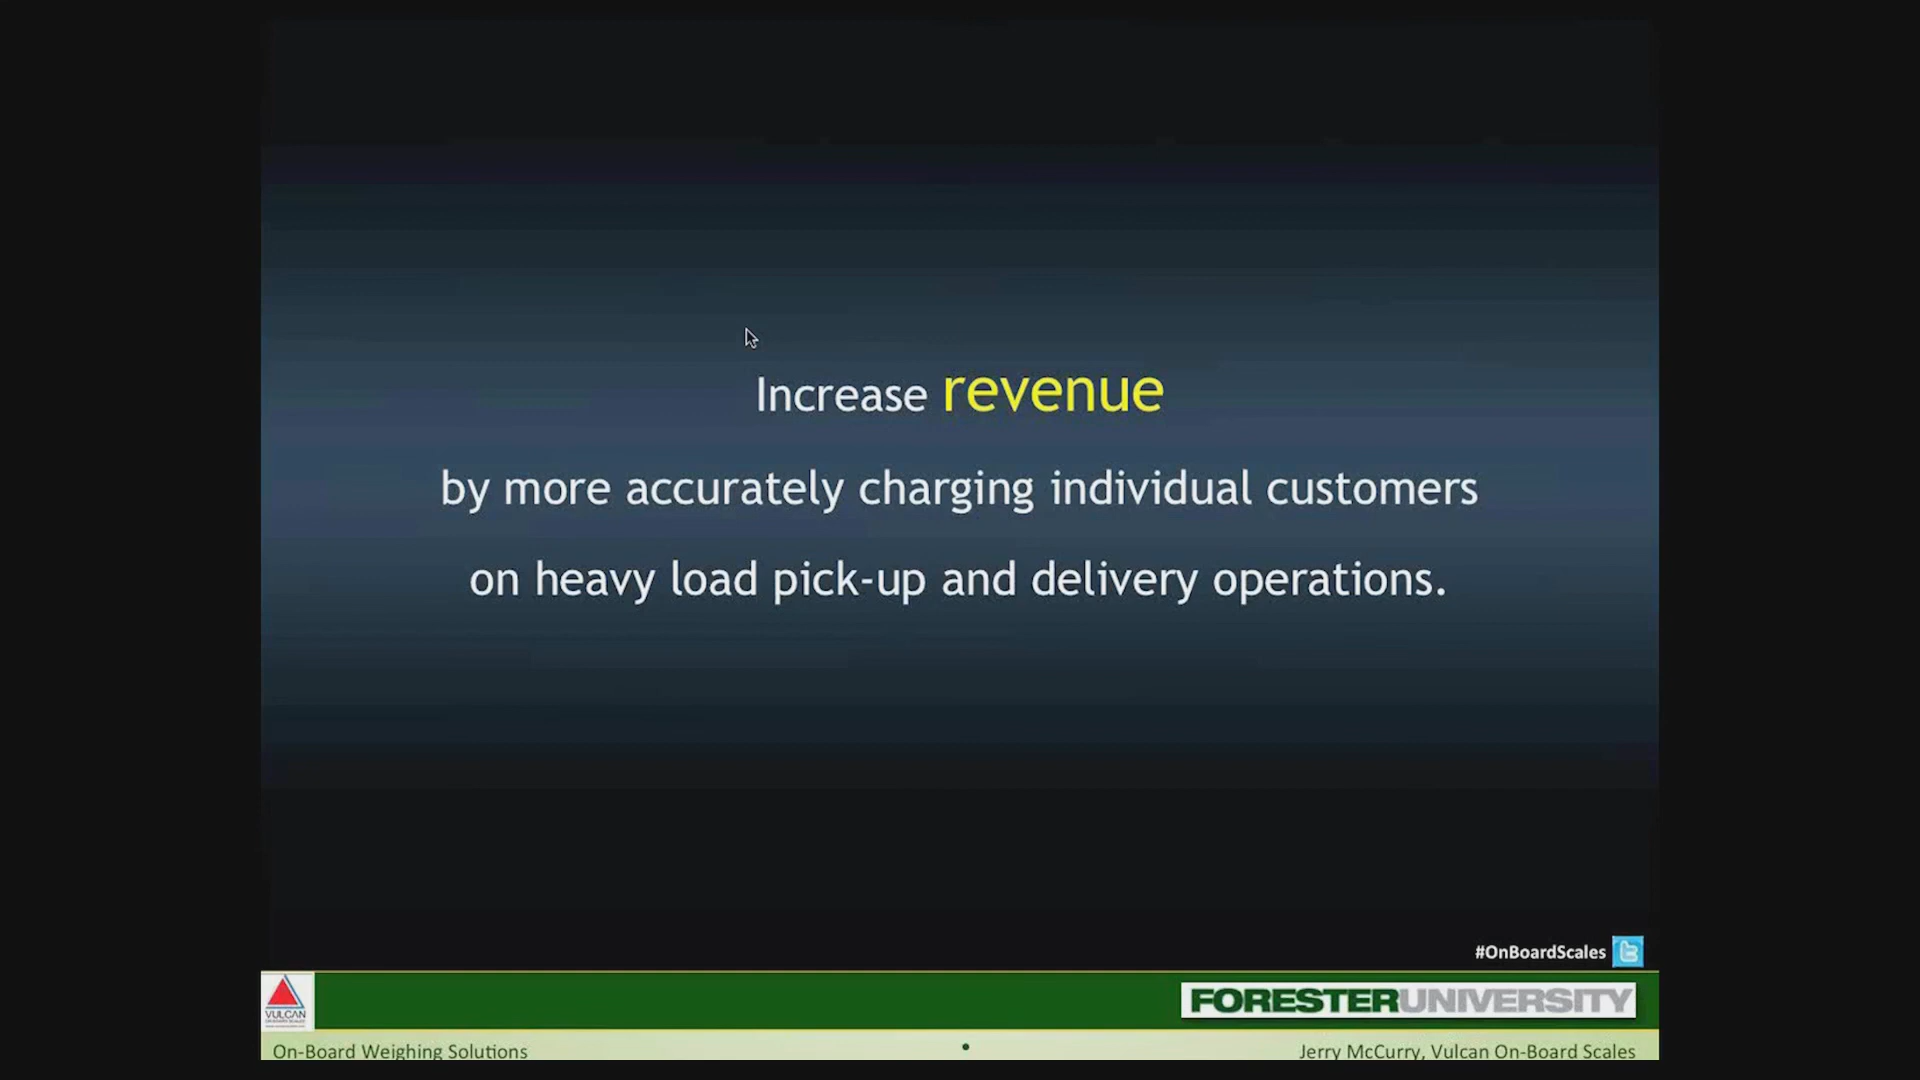 Increase revenue
by more accurately charging individual customers
on heavy load pick-up and delivery operations.
#OnBoardScales
VULCAN
FORESTERUNIVERSITY
On-Board Weighing Solutions
Jerry McCurry, Vulcan On-Board Scales